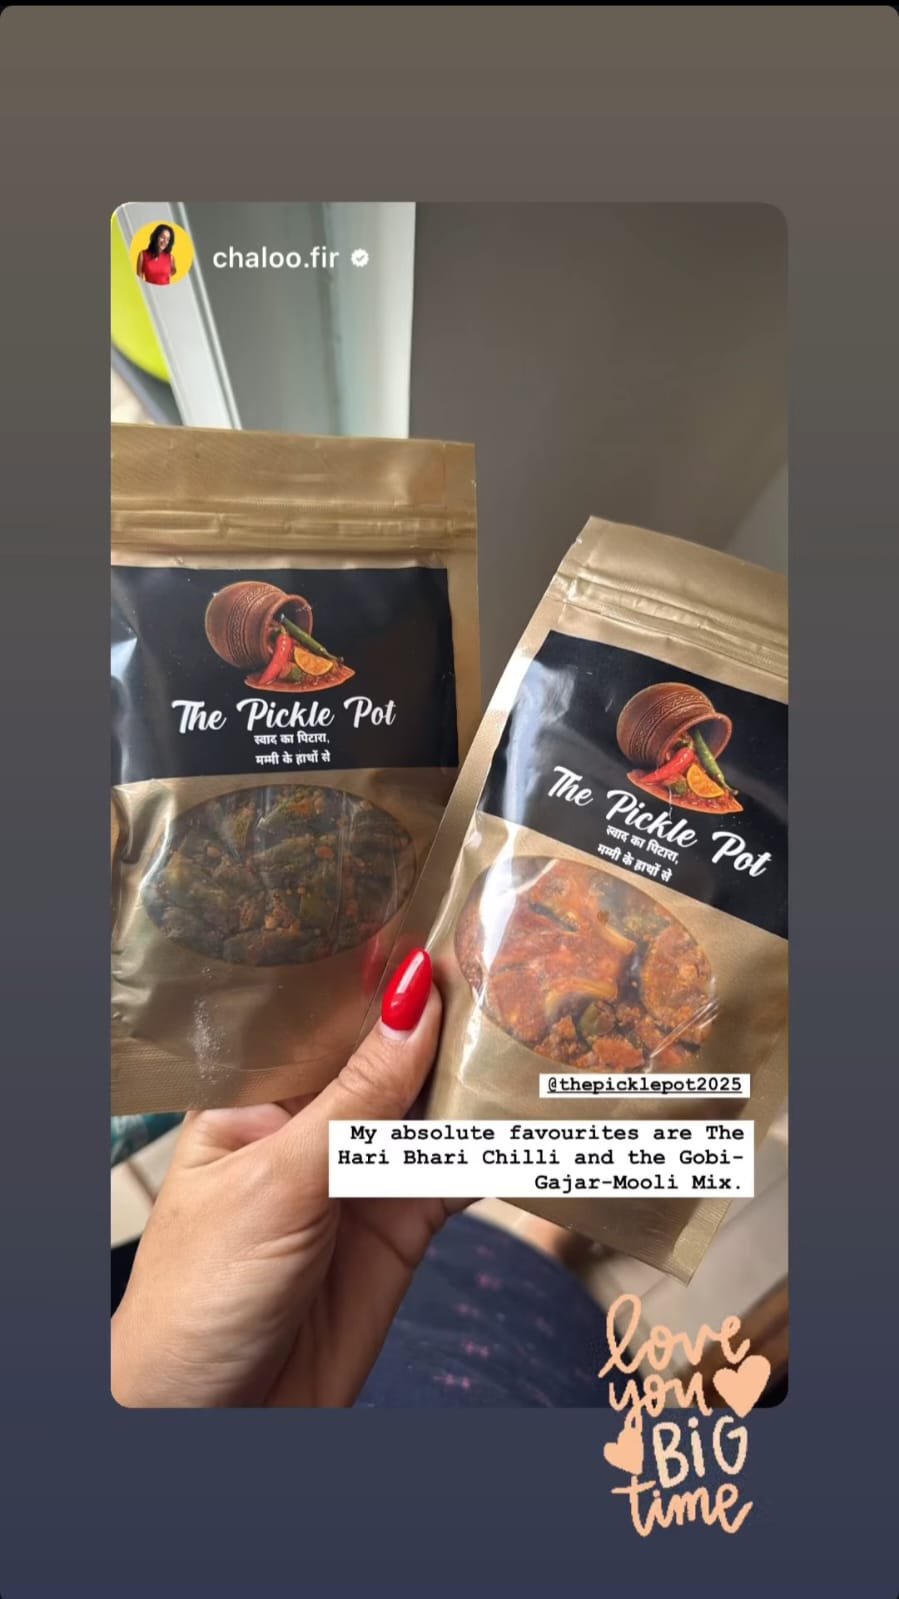 chaloo.fir
The Pickle Pot
स्वाद का पिटारा,
मम्मी के हाथों से
The Pickle Pot
स्वाद का पिटारा,
मम्मी के हाथों से
@thepicklepot2025
My absolute favourites are The
Hari Bhari Chilli and the Gobi-
Gajar-Mooli Mix.
love
you
BiG
time